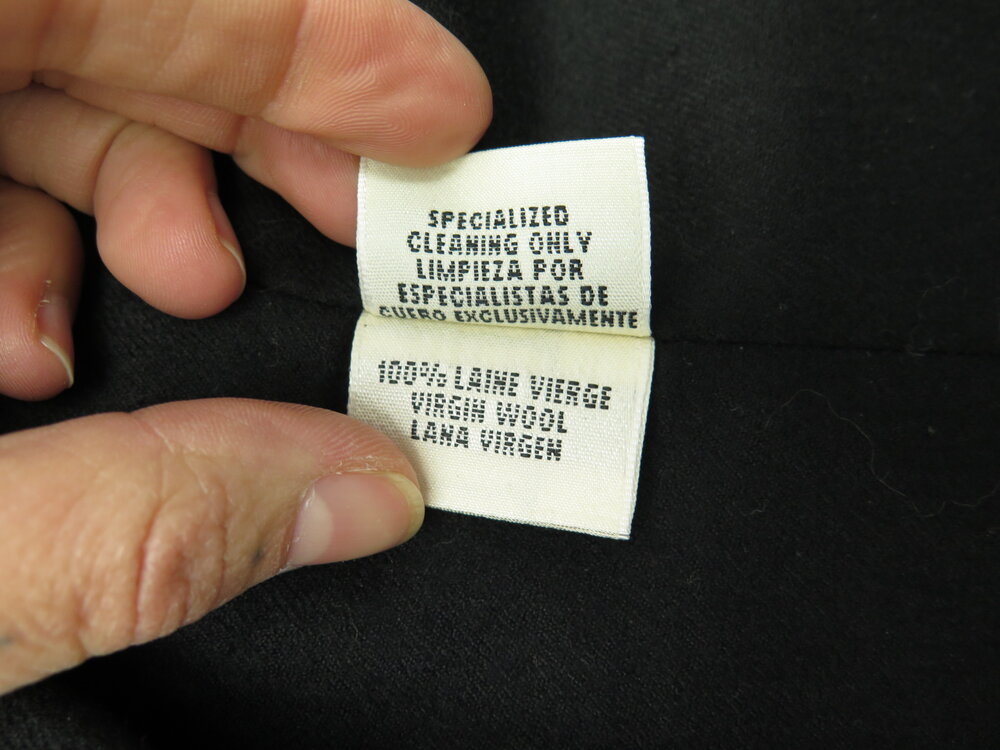 SPECIALIZED
CLEANING ONLY
LIMPIEZA POR
ESPECIALISTAS DE
CUERO EXCLUSIVAMENTE
100% LAINE VIERGE
VIRGIN WOOL
LANA VIRGEN